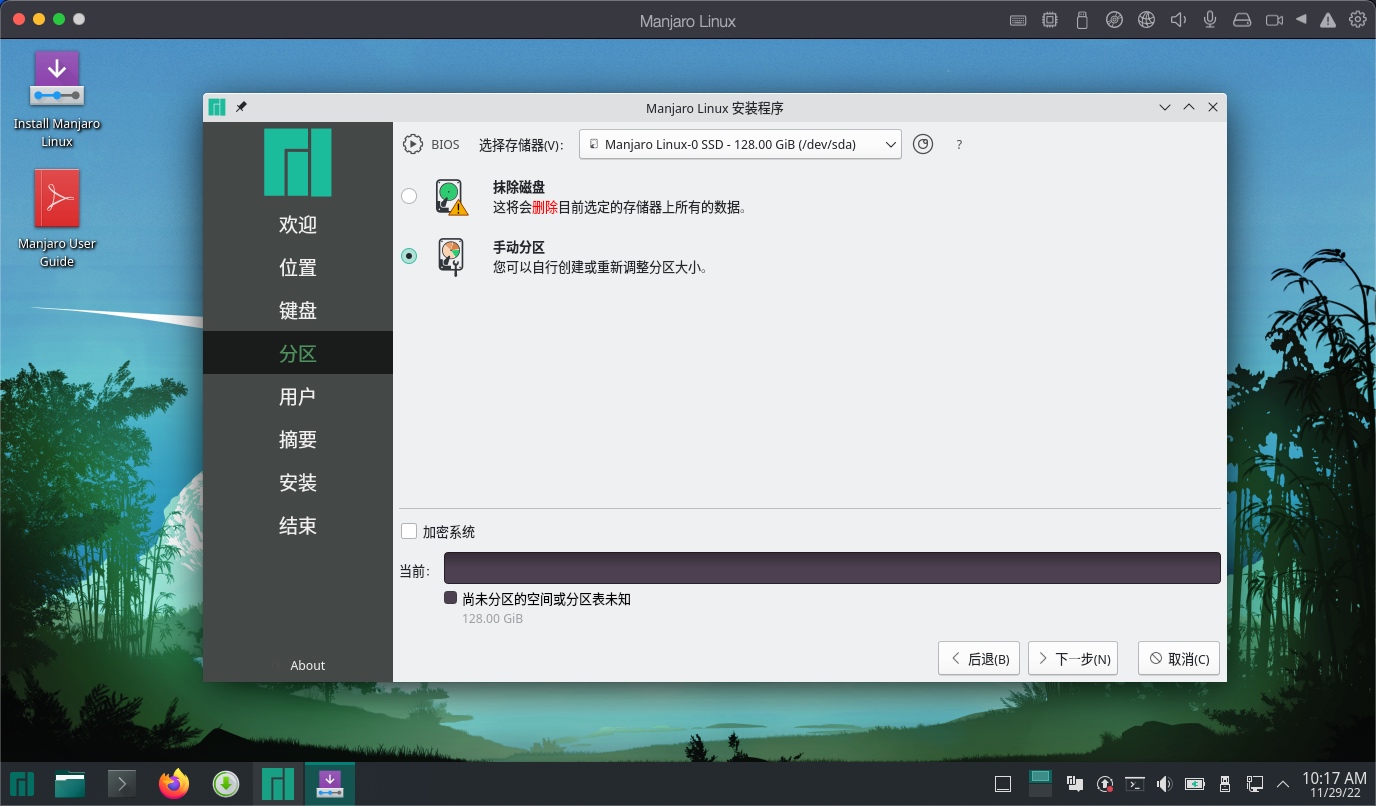 Manjaro Linux
Install Manjaro
Linux
Manjaro User
Guide
Manjaro Linux 安装程序
欢迎
位置
键盘
分区
用户
摘要
安装
结束
About
BIOS
选择存储器(V):
Manjaro Linux-0 SSD - 128.00 GiB (/dev/sda)
?
抹除磁盘
这将会删除目前选定的存储器上所有的数据。
手动分区
您可以自行创建或重新调整分区大小。
加密系统
当前:
尚未分区的空间或分区表未知
128.00 GiB
后退(B)
下一步(N)
取消(C)
10:17 AM
11/29/22